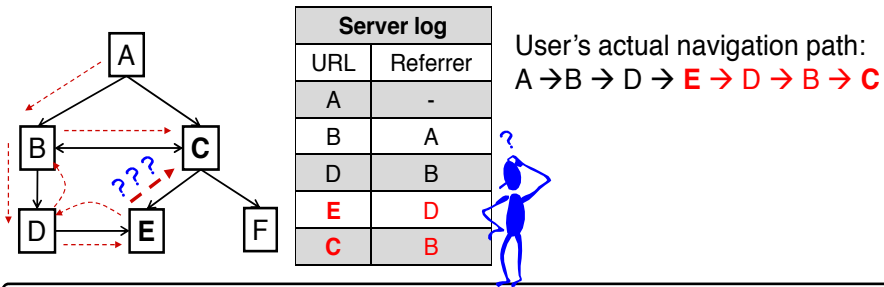 A
B
C
? ? ?
D
E
F
Server log
URL Referrer
A -
B A
D B
E D
C B
?
User's actual navigation path:
A →B → D → E → D → B → C